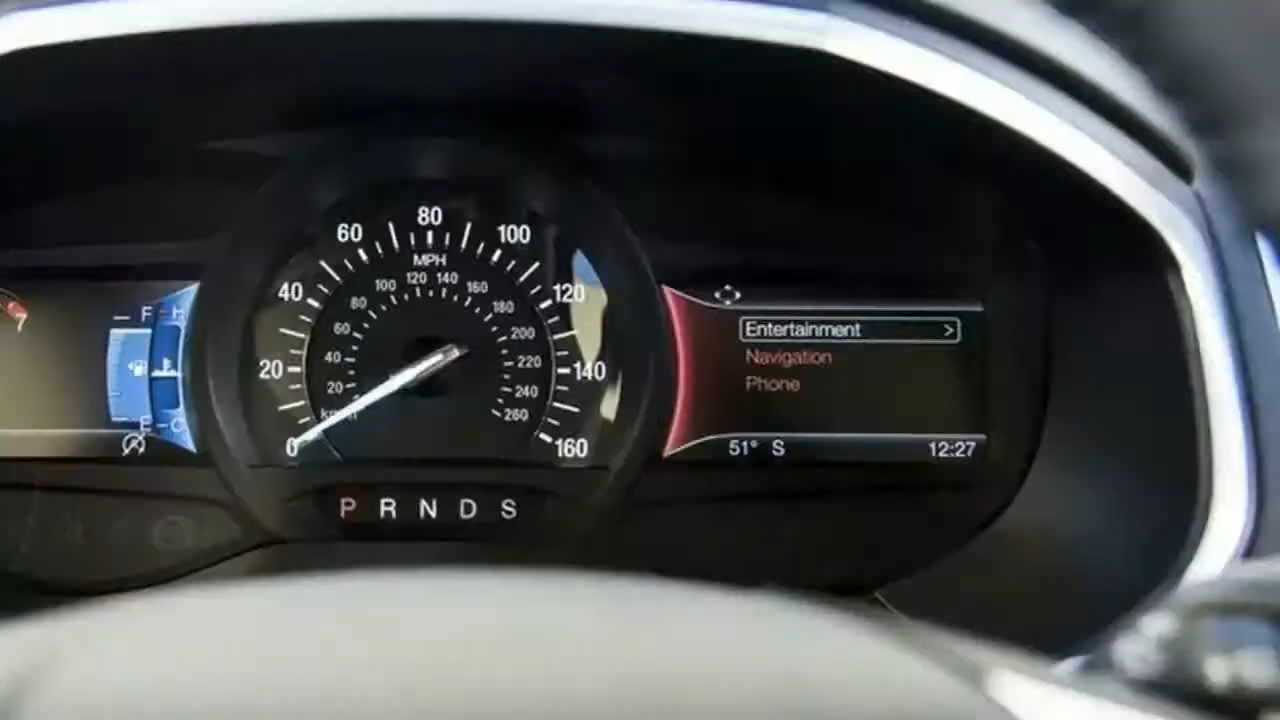 7
F
H
E
C
0
20
40
60
80
100
120
140
160
MPH
km/h
20
40
60
80
100
120
140
160
180
200
220
240
260
P R N D S
Entertainment >
Navigation
Phone
51° S 12:27